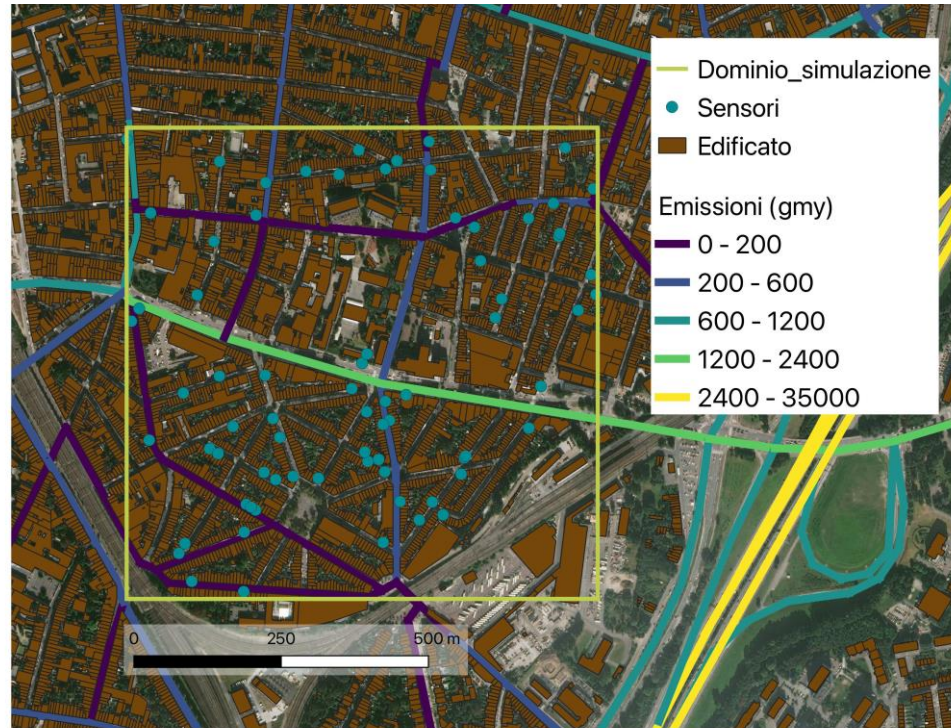 Dominio_simulazione
Sensori
Edificato
Emissioni (gmy)
0 - 200
200 - 600
600 - 1200
1200 - 2400
2400 - 35000
0 250 500 m